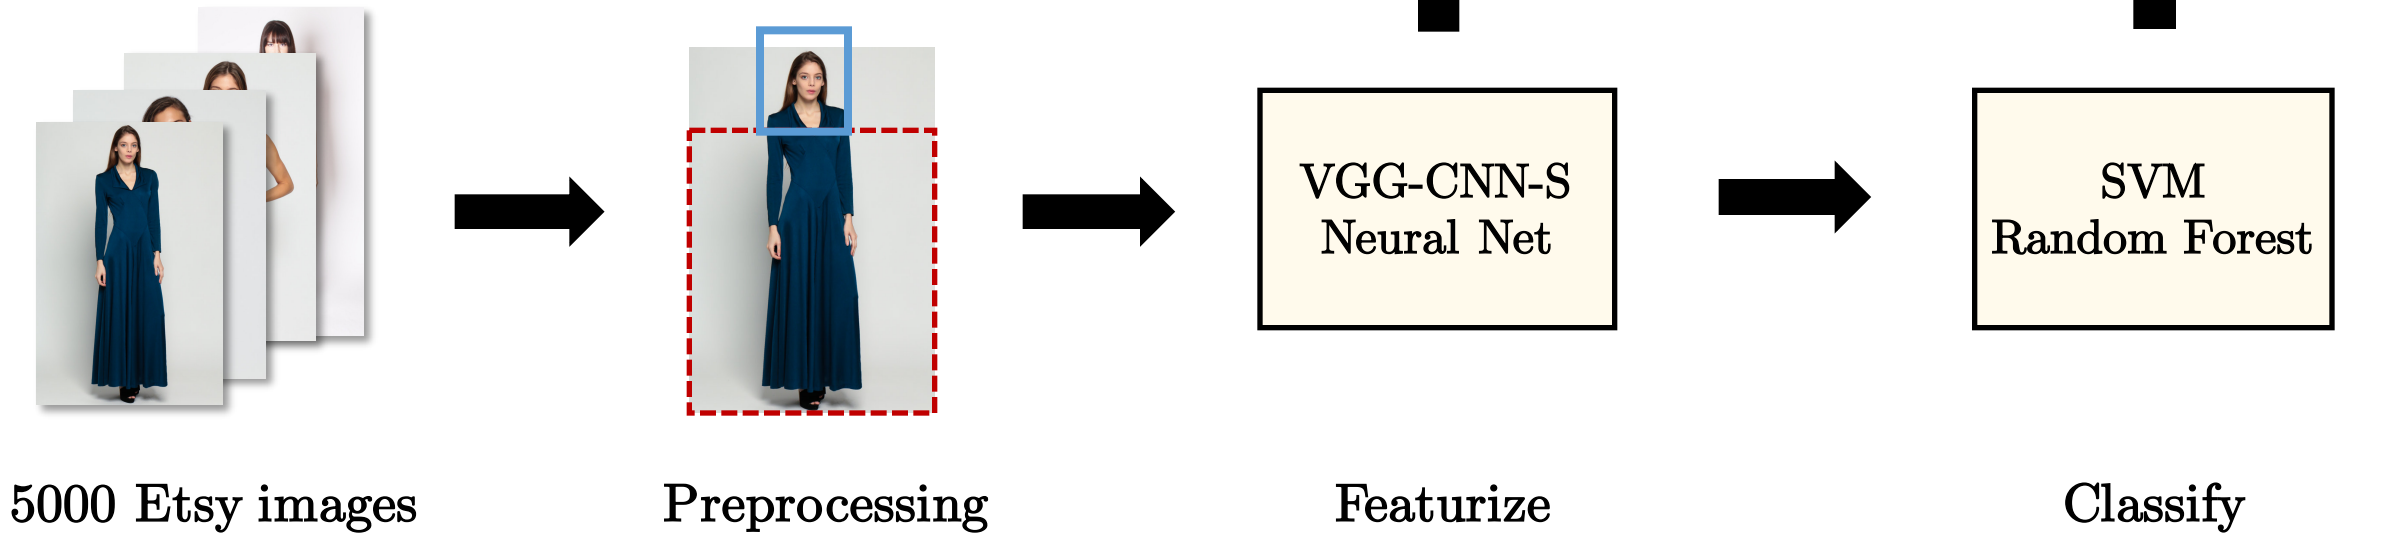 VGG-CNN-S
Neural Net
SVM
Random Forest
5000 Etsy images
Preprocessing
Featurize
Classify